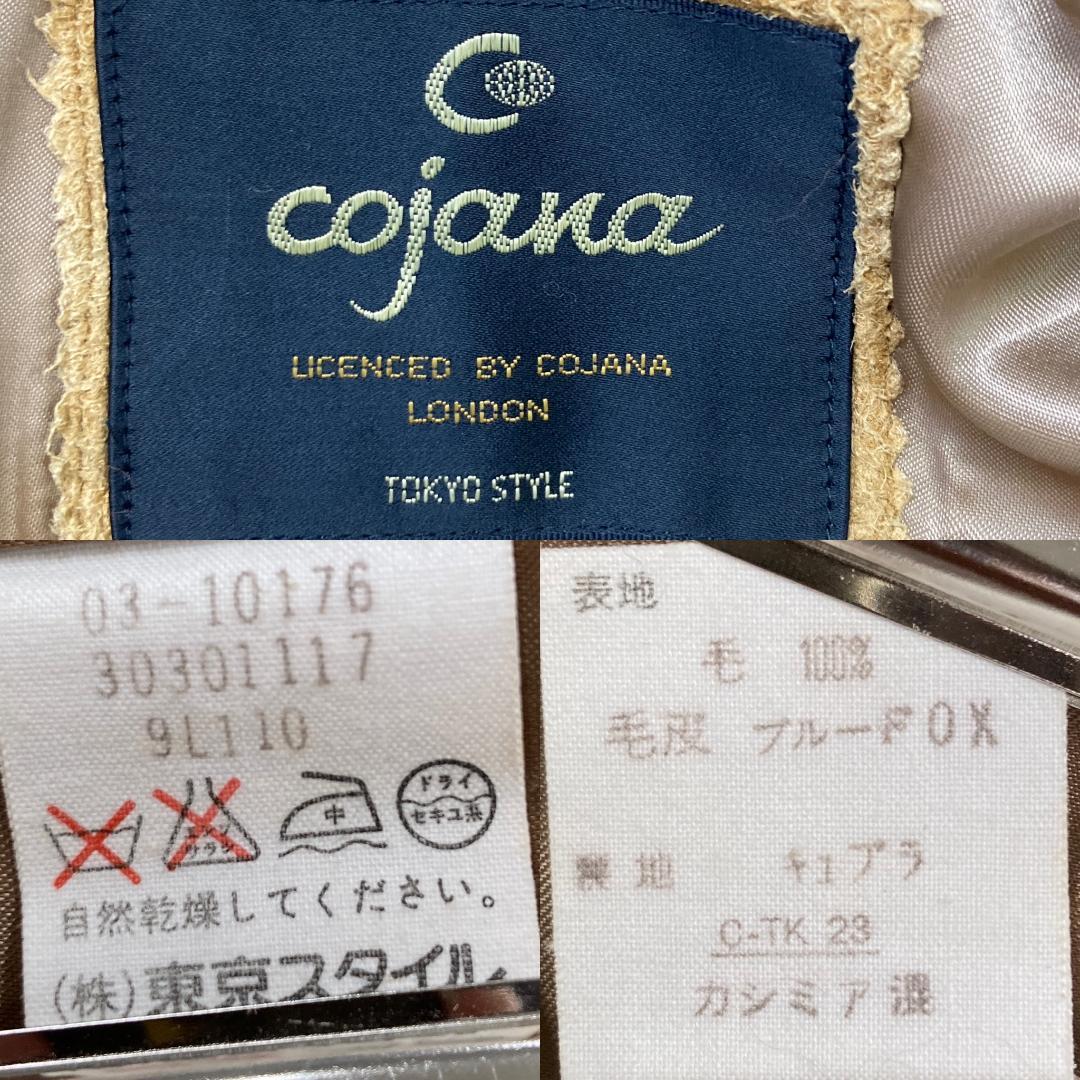 cojana
LICENCED BY COJANA
LONDON
TOKYO STYLE
03-10176
30301117
9L110
中
ドライ
セキユ系
自然乾燥してください。
(株)東京スタイル
表地
毛 100%
毛皮 ブルーFOX
裏地 キュプラ
C-TK 23
カシミア混